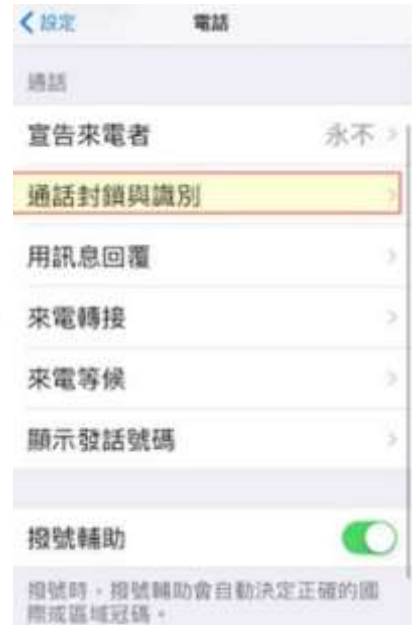 設定
電話
通話
宣告來電者 永不
通話封鎖與識別
用訊息回覆
來電轉接
來電等候
顯示發話號碼
撥號輔助
撥號時，撥號輔助會自動決定正確的國
際或區域冠碼。